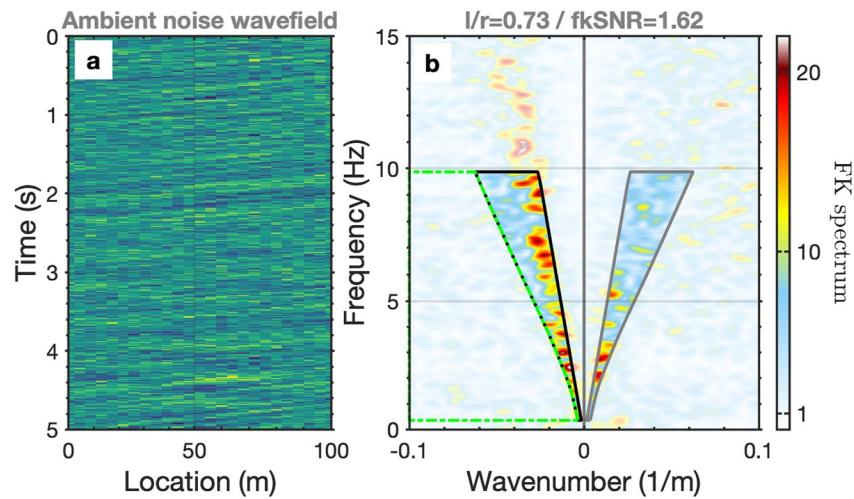 Ambient noise wavefield
a
0
1
2
3
4
5
Time (s)
0 50 100
Location (m)
l/r=0.73 / fkSNR=1.62
b
15
10
5
0
Frequency (Hz)
-0.1 0 0.1
Wavenumber (1/m)
20
10
1
FK spectrum